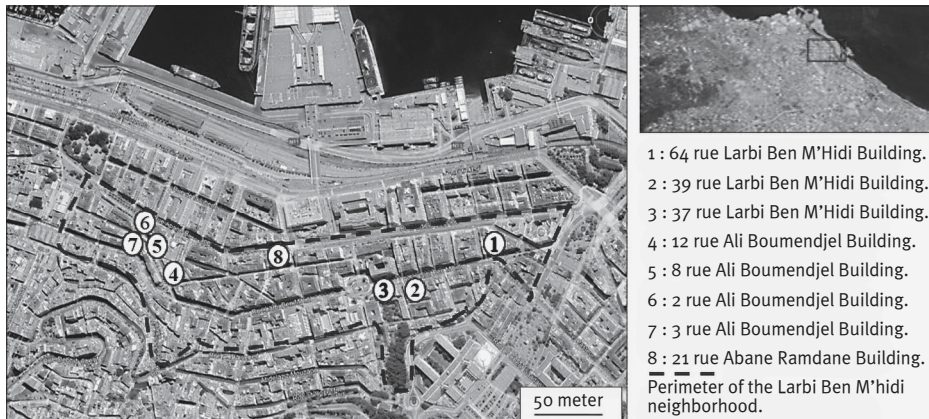 6
7
5
4
8
1
3
2
50 meter
1 : 64 rue Larbi Ben M'Hidi Building.
2 : 39 rue Larbi Ben M'Hidi Building.
3 : 37 rue Larbi Ben M'Hidi Building.
4 : 12 rue Ali Boumendjel Building.
5 : 8 rue Ali Boumendjel Building.
6 : 2 rue Ali Boumendjel Building.
7 : 3 rue Ali Boumendjel Building.
8 : 21 rue Abane Ramdane Building.
Perimeter of the Larbi Ben M'hidi
neighborhood.